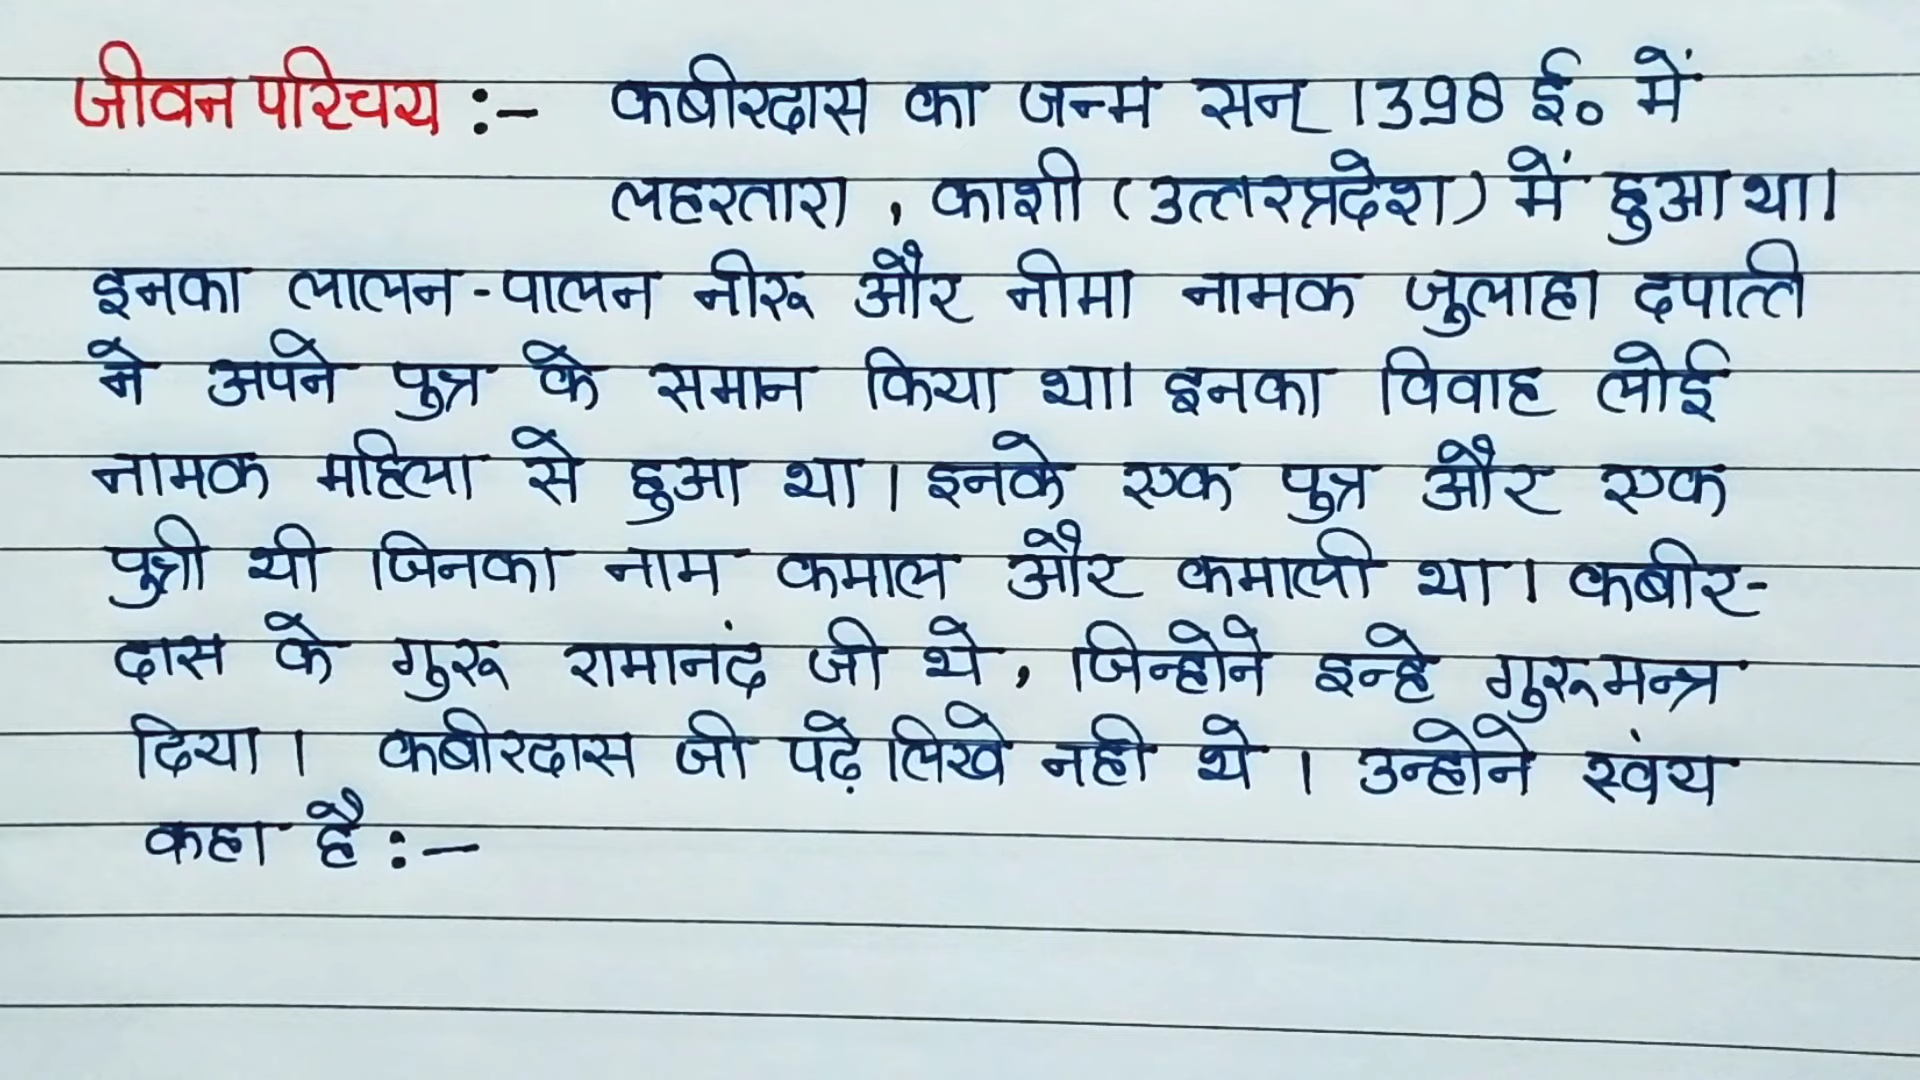 जीवन परिचय :- कबीरदास का जन्म सन् 1398 ई० में
लहरतारा, काशी (उत्तरप्रदेश) में हुआ था।
इनका लालन-पालन नीरू और नीमा नामक जुलाहा दपात्ति
ने अपने पुत्र के समान किया था। इनका विवाह लोई
नामक महिला से हुआ था। इनके एक पुत्र और एक
पुत्री थी जिनका नाम कमाल और कमाली था। कबीर-
दास के गुरू रामानंद जी थे, जिन्होने इन्हे गुरूमन्त्र
दिया। कबीरदास जी पढ़े लिखे नही थे। उन्होने स्वंय
कहा है :-